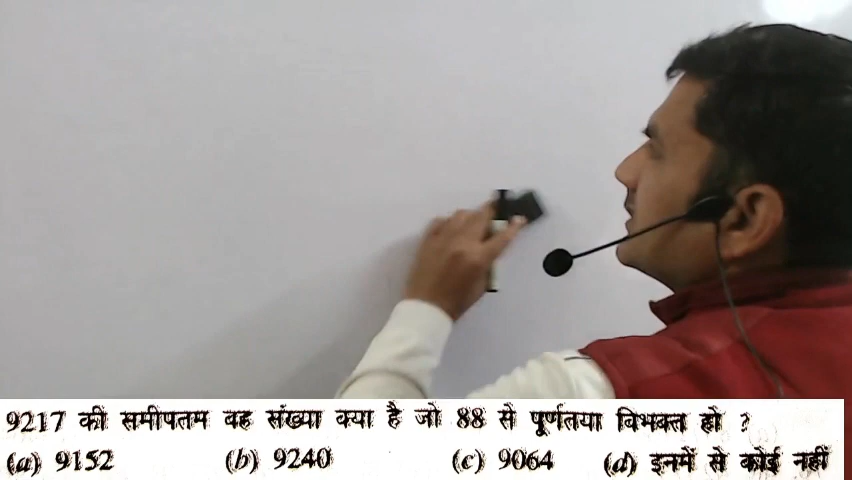 9217 की समीपतम वह संख्या क्या है जो 88 से पूर्णतया विभक्त हो ?
(a) 9152 (b) 9240 (c) 9064 (d) इनमें से कोई नहीं